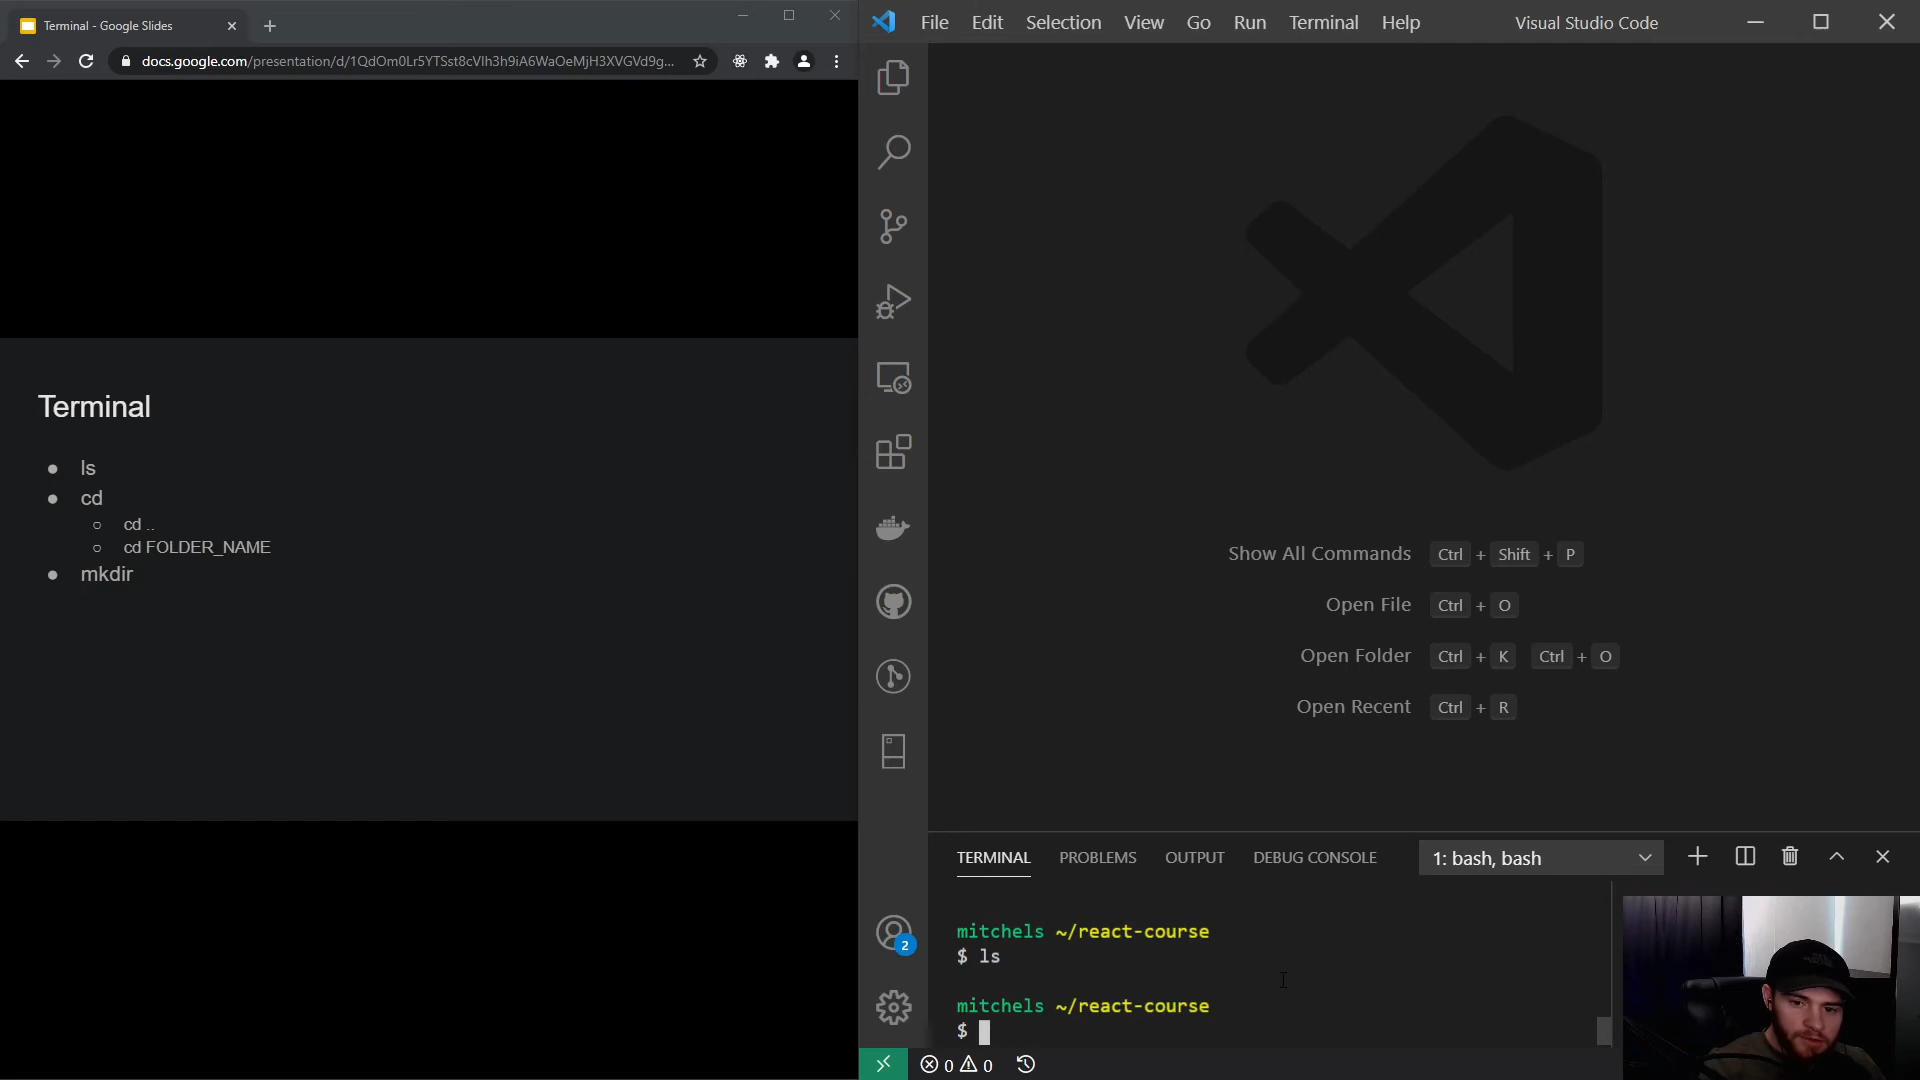 Terminal - Google Slides
docs.google.com/presentation/d/1QdOm0Lr5YTSst8cVlh3h9iA6WaOeMjH3XVGVd9g...
Terminal
ls
cd
cd ..
cd FOLDER_NAME
mkdir
File Edit Selection View Go Run Terminal Help Visual Studio Code
Show All Commands Ctrl + Shift + P
Open File Ctrl + O
Open Folder Ctrl + K Ctrl + O
Open Recent Ctrl + R
TERMINAL PROBLEMS OUTPUT DEBUG CONSOLE 1: bash, bash
mitchels ~/react-course
$ ls
mitchels ~/react-course
$
2
0 0